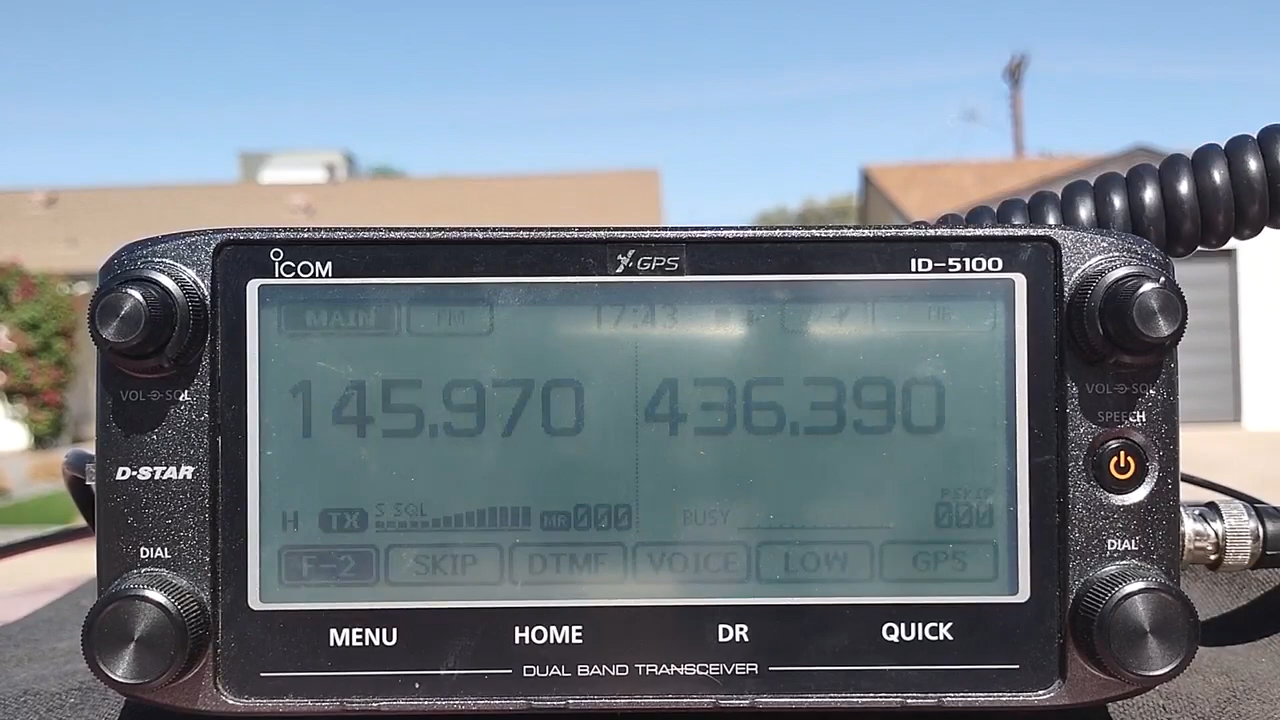 ICOM GPS ID-5100
MAIN FM 17:43
145.970 436.390
VOL SQL VOL SQL
SPEECH
D-STAR
H TX S SQL MR 000 BUSY PSKIP 000
F-2 SKIP DTMF VOICE LOW GPS
DIAL DIAL
MENU HOME DR QUICK
DUAL BAND TRANSCEIVER